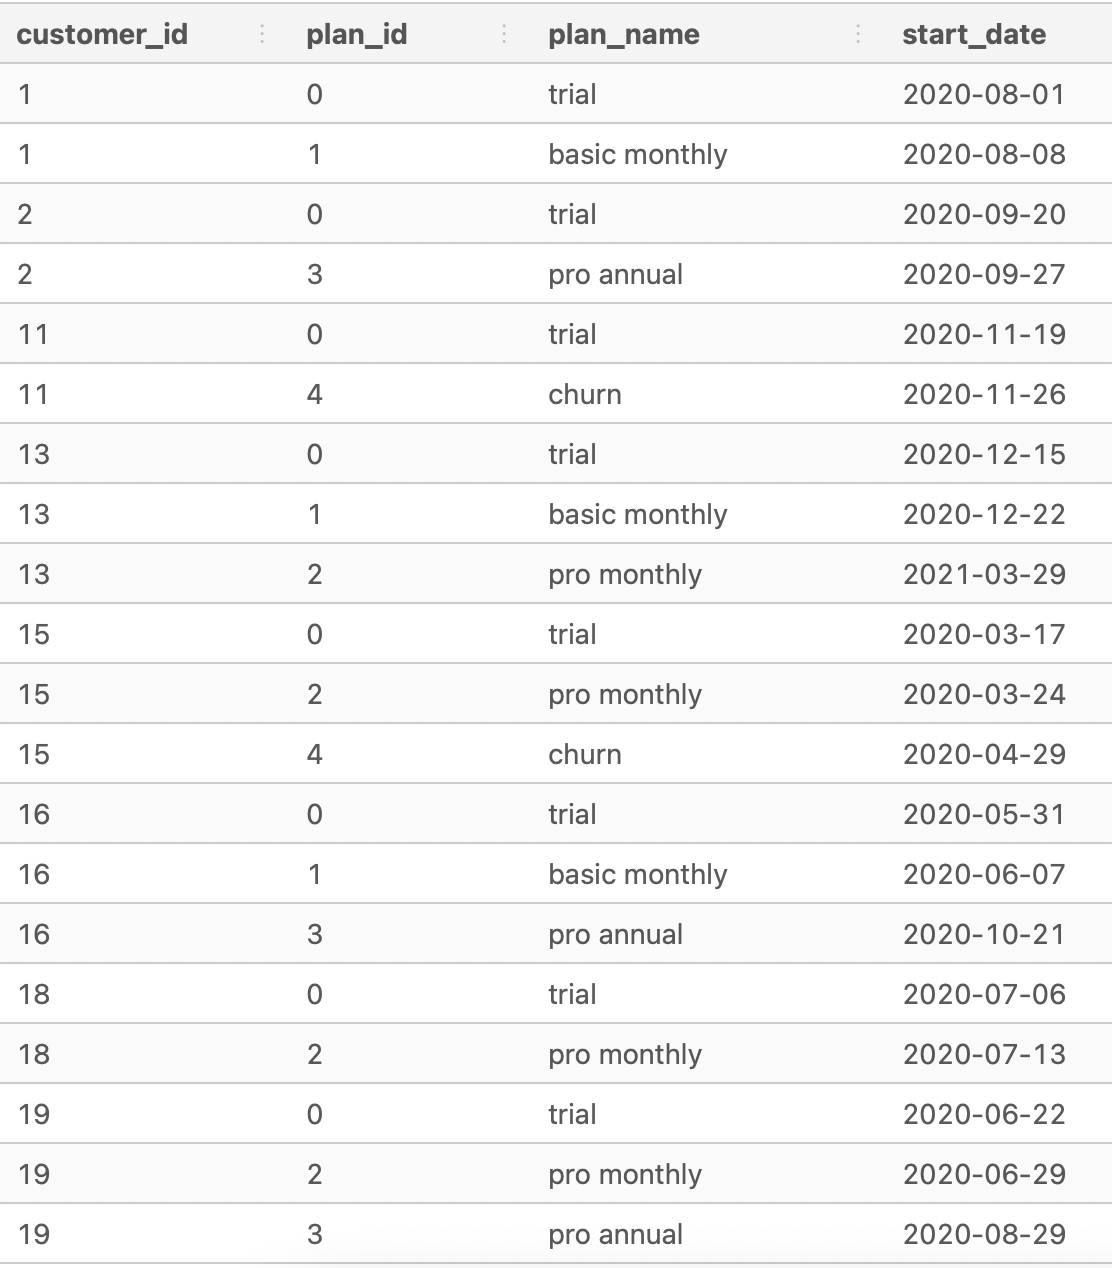 customer_id plan_id plan_name start_date
1 0 trial 2020-08-01
1 1 basic monthly 2020-08-08
2 0 trial 2020-09-20
2 3 pro annual 2020-09-27
11 0 trial 2020-11-19
11 4 churn 2020-11-26
13 0 trial 2020-12-15
13 1 basic monthly 2020-12-22
13 2 pro monthly 2021-03-29
15 0 trial 2020-03-17
15 2 pro monthly 2020-03-24
15 4 churn 2020-04-29
16 0 trial 2020-05-31
16 1 basic monthly 2020-06-07
16 3 pro annual 2020-10-21
18 0 trial 2020-07-06
18 2 pro monthly 2020-07-13
19 0 trial 2020-06-22
19 2 pro monthly 2020-06-29
19 3 pro annual 2020-08-29